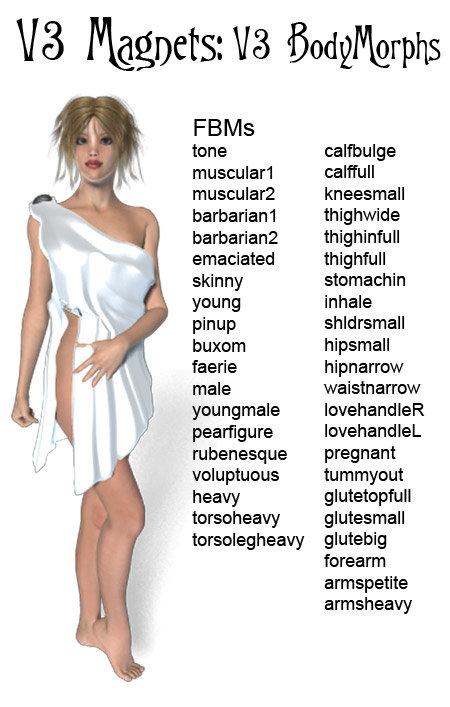 V3 Magnets: V3 BodyMorphs
FBMs
tone
muscular1
muscular2
barbarian1
barbarian2
emaciated
skinny
young
pinup
buxom
faerie
male
youngmale
pearfigure
rubenesque
voluptuous
heavy
torsoheavy
torsolegheavy
calfbulge
calffull
kneesmall
thighwide
thighinfull
thighfull
stomachin
inhale
shldrsmall
hipsmall
hipnarrow
waistnarrow
lovehandleR
lovehandleL
pregnant
tummyout
glutetopfull
glutesmall
glutebig
forearm
armspetite
armsheavy